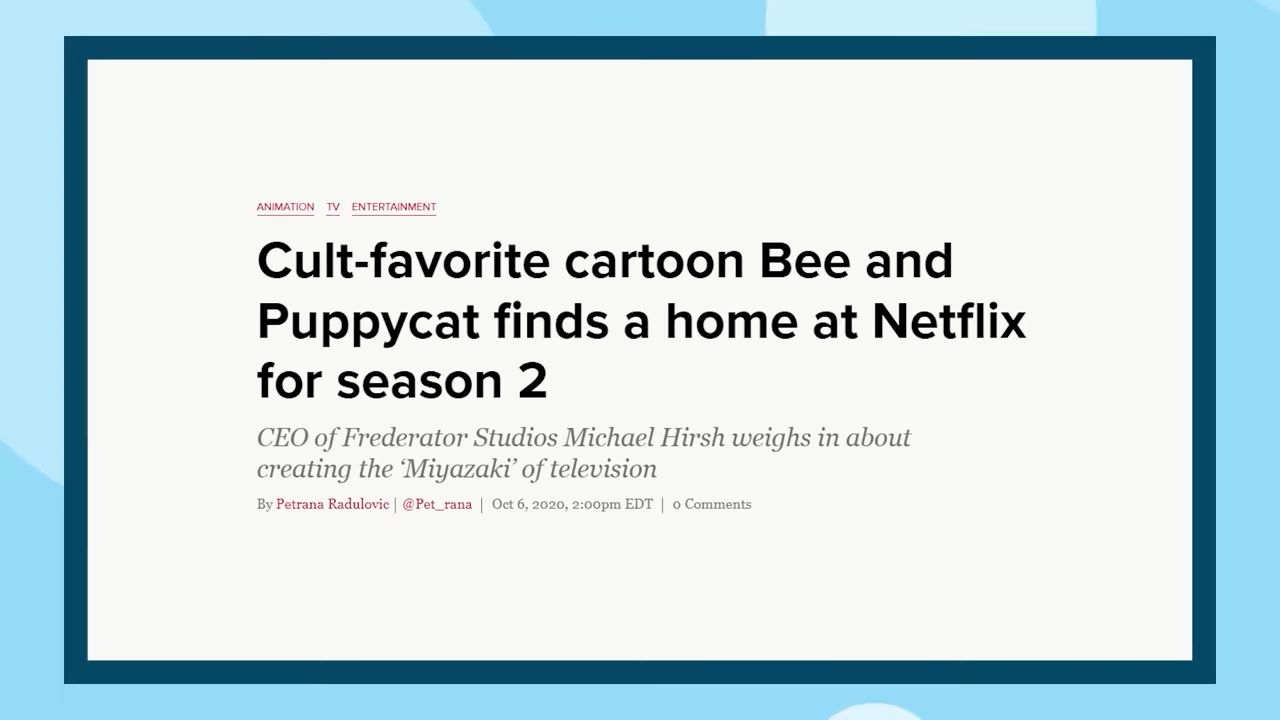 ANIMATION TV ENTERTAINMENT
Cult-favorite cartoon Bee and
Puppycat finds a home at Netflix
for season 2
CEO of Frederator Studios Michael Hirsh weighs in about
creating the ‘Miyazaki’ of television
By Petrana Radulovic | @Pet_rana | Oct 6, 2020, 2:00pm EDT | 0 Comments